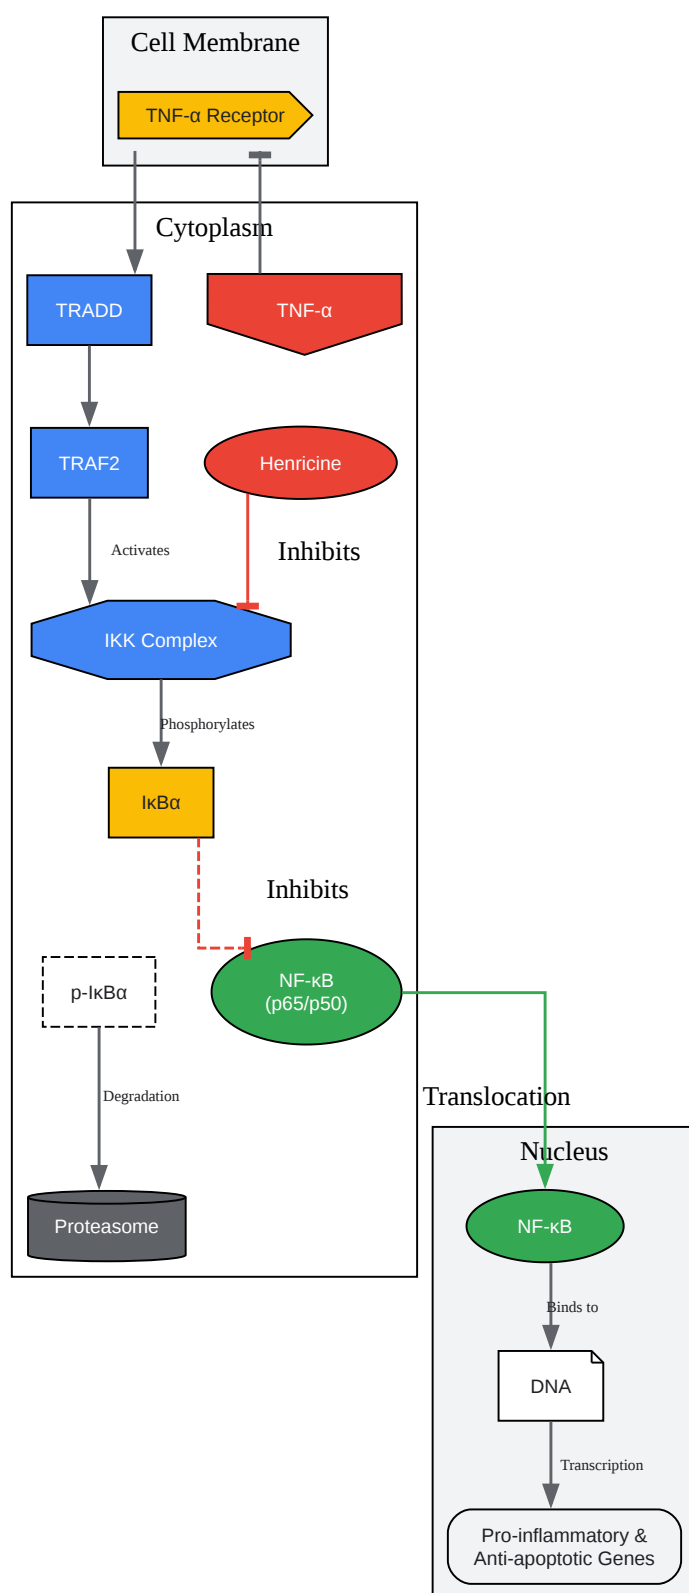 Cell Membrane
TNF-α Receptor
Cytoplasm
TRADD
TNF-α
TRAF2
Henricine
Activates
Inhibits
IKK Complex
Phosphorylates
IκBα
Inhibits
p-IκBα
NF-κB
(p65/p50)
Degradation
Translocation
Nucleus
Proteasome
NF-κB
Binds to
DNA
Transcription
Pro-inflammatory &
Anti-apoptotic Genes